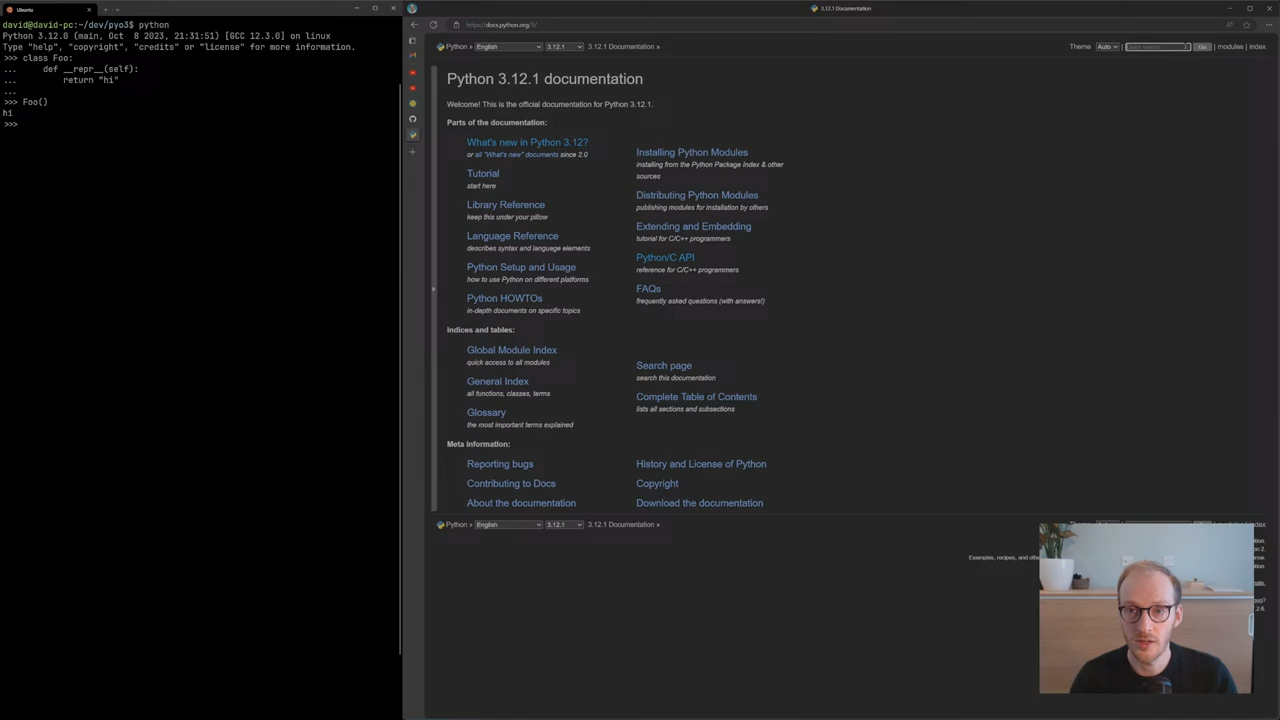 Ubuntu
david@david-pc:~/dev/pyo3$ python
Python 3.12.0 (main, Oct  8 2023, 21:31:51) [GCC 12.3.0] on linux
Type "help", "copyright", "credits" or "license" for more information.
>>> class Foo:
...     def __repr__(self):
...         return "hi"
...
>>> Foo()
hi
>>>
3.12.1 Documentation
https://docs.python.org/3/
Python » English 3.12.1 3.12.1 Documentation » Theme Auto Quick search Go | modules | index
Python 3.12.1 documentation
Welcome! This is the official documentation for Python 3.12.1.
Parts of the documentation:
What's new in Python 3.12?
or all "What's new" documents since 2.0
Tutorial
start here
Library Reference
keep this under your pillow
Language Reference
describes syntax and language elements
Python Setup and Usage
how to use Python on different platforms
Python HOWTOs
in-depth documents on specific topics
Installing Python Modules
installing from the Python Package Index & other
sources
Distributing Python Modules
publishing modules for installation by others
Extending and Embedding
tutorial for C/C++ programmers
Python/C API
reference for C/C++ programmers
FAQs
frequently asked questions (with answers!)
Indices and tables:
Global Module Index
quick access to all modules
General Index
all functions, classes, terms
Glossary
the most important terms explained
Search page
search this documentation
Complete Table of Contents
lists all sections and subsections
Meta Information:
Reporting bugs
Contributing to Docs
About the documentation
History and License of Python
Copyright
Download the documentation
Python » English 3.12.1 3.12.1 Documentation » index
Examples, recipes, and